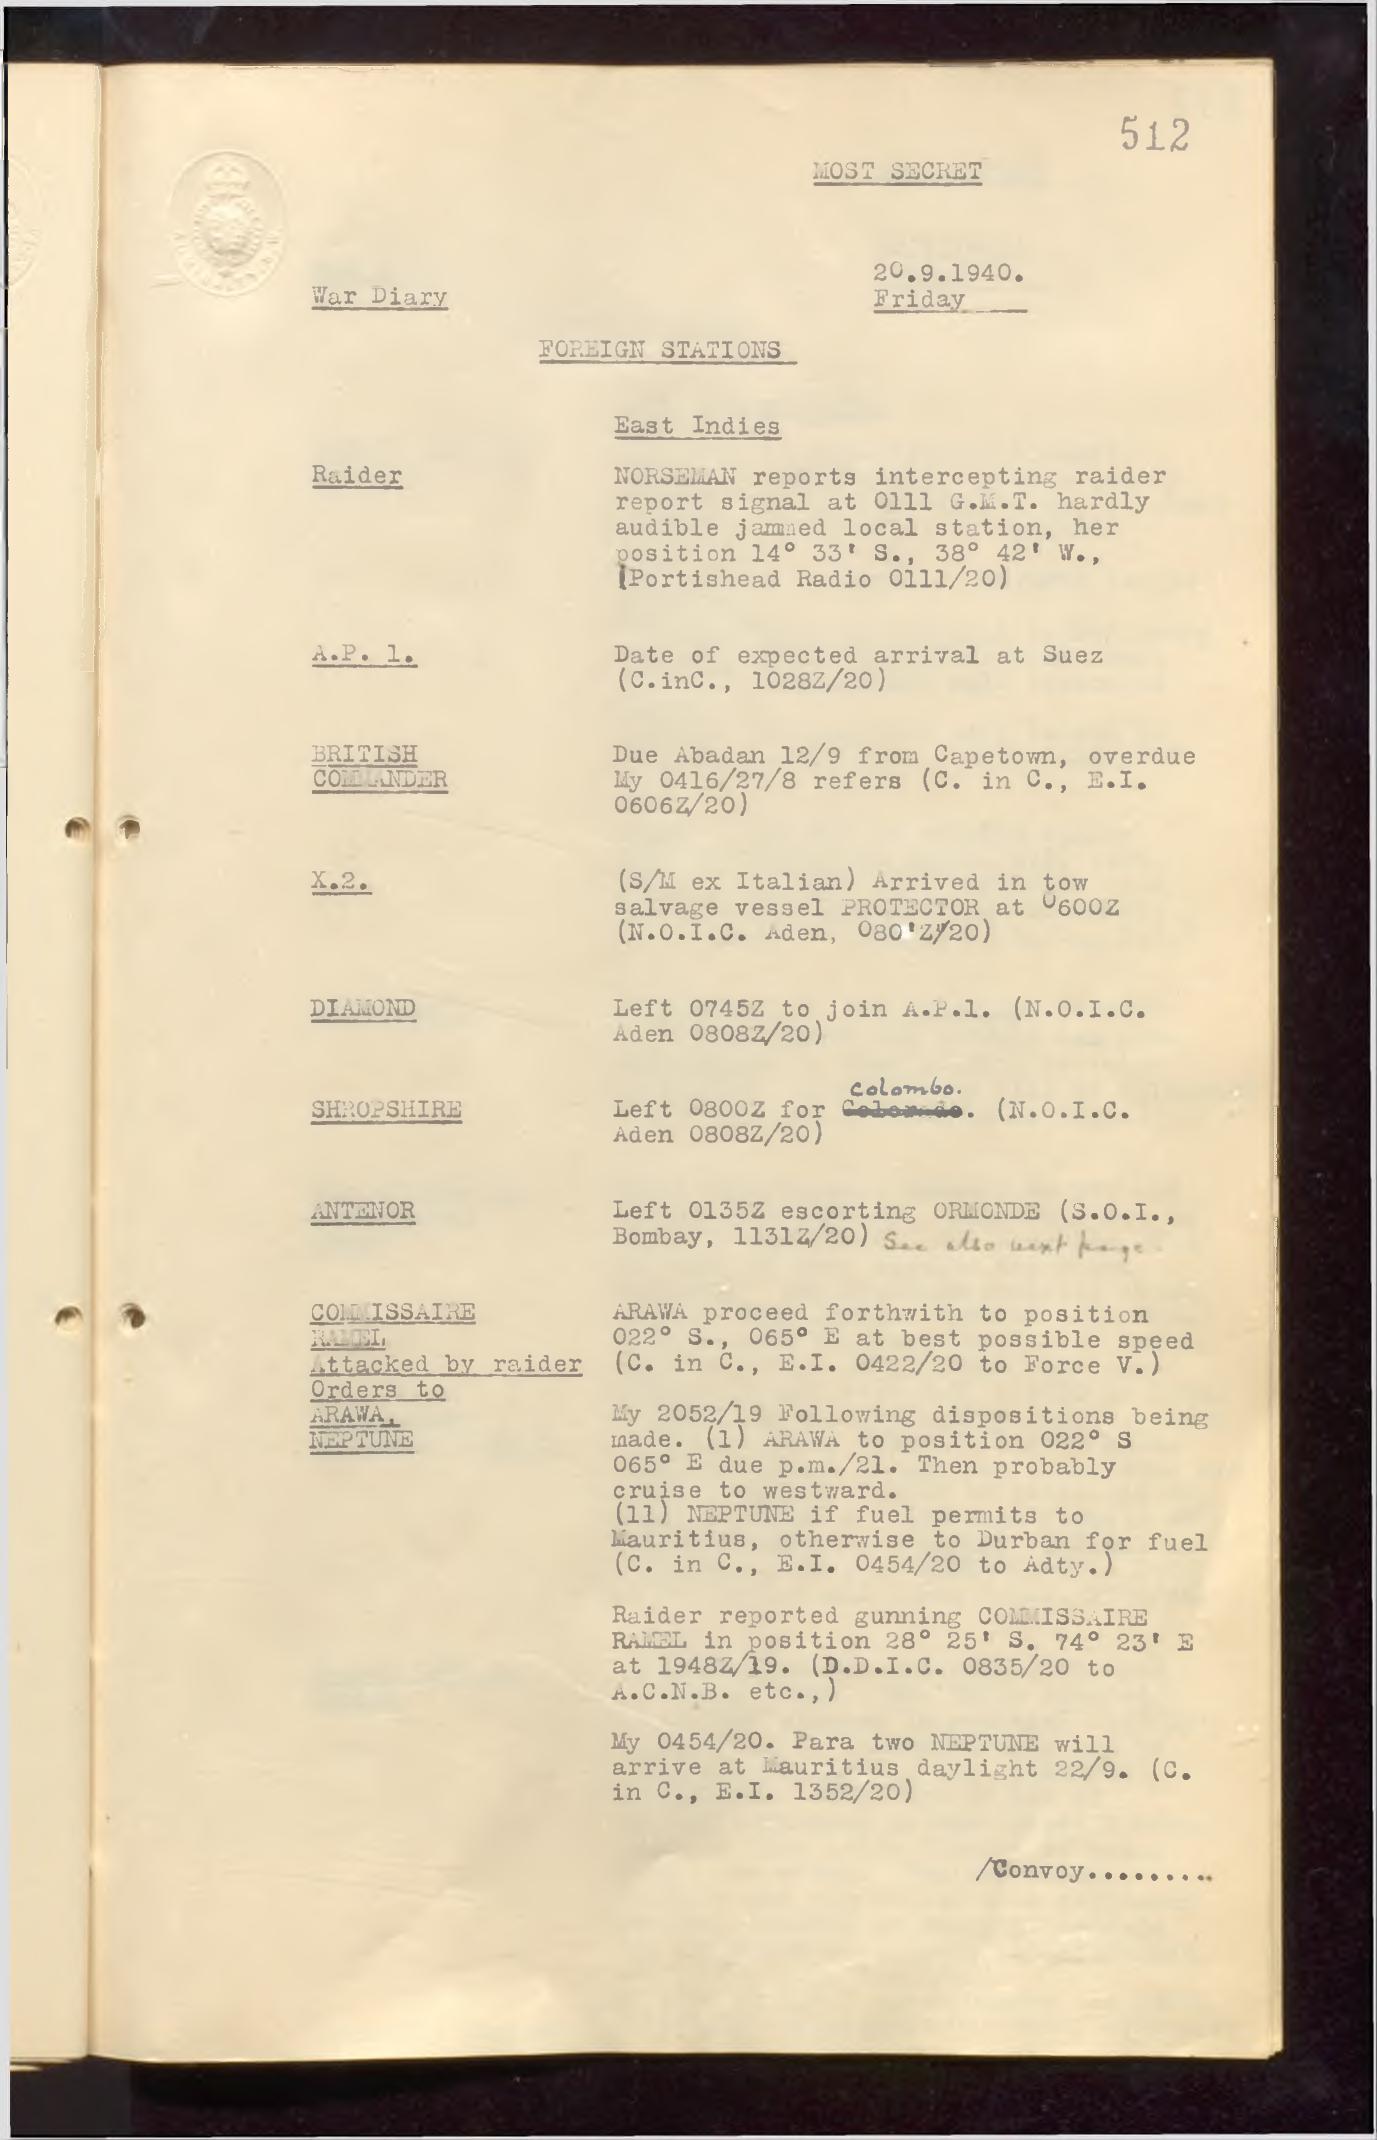 512
MOST SECRET
20.9.1940.
War Diary
Friday
FOREIGN STATIONS
East Indies
Raider
NORSEMAN reports intercepting raider
report signal at 0111 G.M.T. hardly
audible jammed local station, her
position 14° 33' S., 38° 42' W.,
(Portishead Radio 0111/20)
A.P. 1.
Date of expected arrival at Suez
(C.inC., 1028Z/20)
BRITISH
COMMANDER
Due Abadan 12/9 from Capetown, overdue
My 0416/27/8 refers (C. in C., E.I.
0606Z/20)
X.2.
(S/M ex Italian) Arrived in tow
salvage vessel PROTECTOR at 0600Z
(N.O.I.C. Aden, 080'Z/20)
DIAMOND
Left 0745Z to join A.P.1. (N.O.I.C.
Aden 0808Z/20)
SHROPSHIRE
Colombo.
Left 0800Z for Colorado. (N.O.I.C.
Aden 0808Z/20)
ANTENOR
Left 0135Z escorting ORMONDE (S.O.I.,
Bombay, 1131Z/20) See also next page
COMMISSAIRE
RAMEL
Attacked by raider
Orders to
ARAWA,
NEPTUNE
ARAWA proceed forthwith to position
022° S., 065° E at best possible speed
(C. in C., E.I. 0422/20 to Force V.)
My 2052/19 Following dispositions being
made. (1) ARAWA to position 022° S
065° E due p.m./21. Then probably
cruise to westward.
(11) NEPTUNE if fuel permits to
Mauritius, otherwise to Durban for fuel
(C. in C., E.I. 0454/20 to Adty.)
Raider reported gunning COMMISSAIRE
RAMEL in position 28° 25' S. 74° 23' E
at 1948Z/19. (D.D.I.C. 0835/20 to
A.C.N.B. etc.,)
My 0454/20. Para two NEPTUNE will
arrive at Mauritius daylight 22/9. (C.
in C., E.I. 1352/20)
/Convoy.........